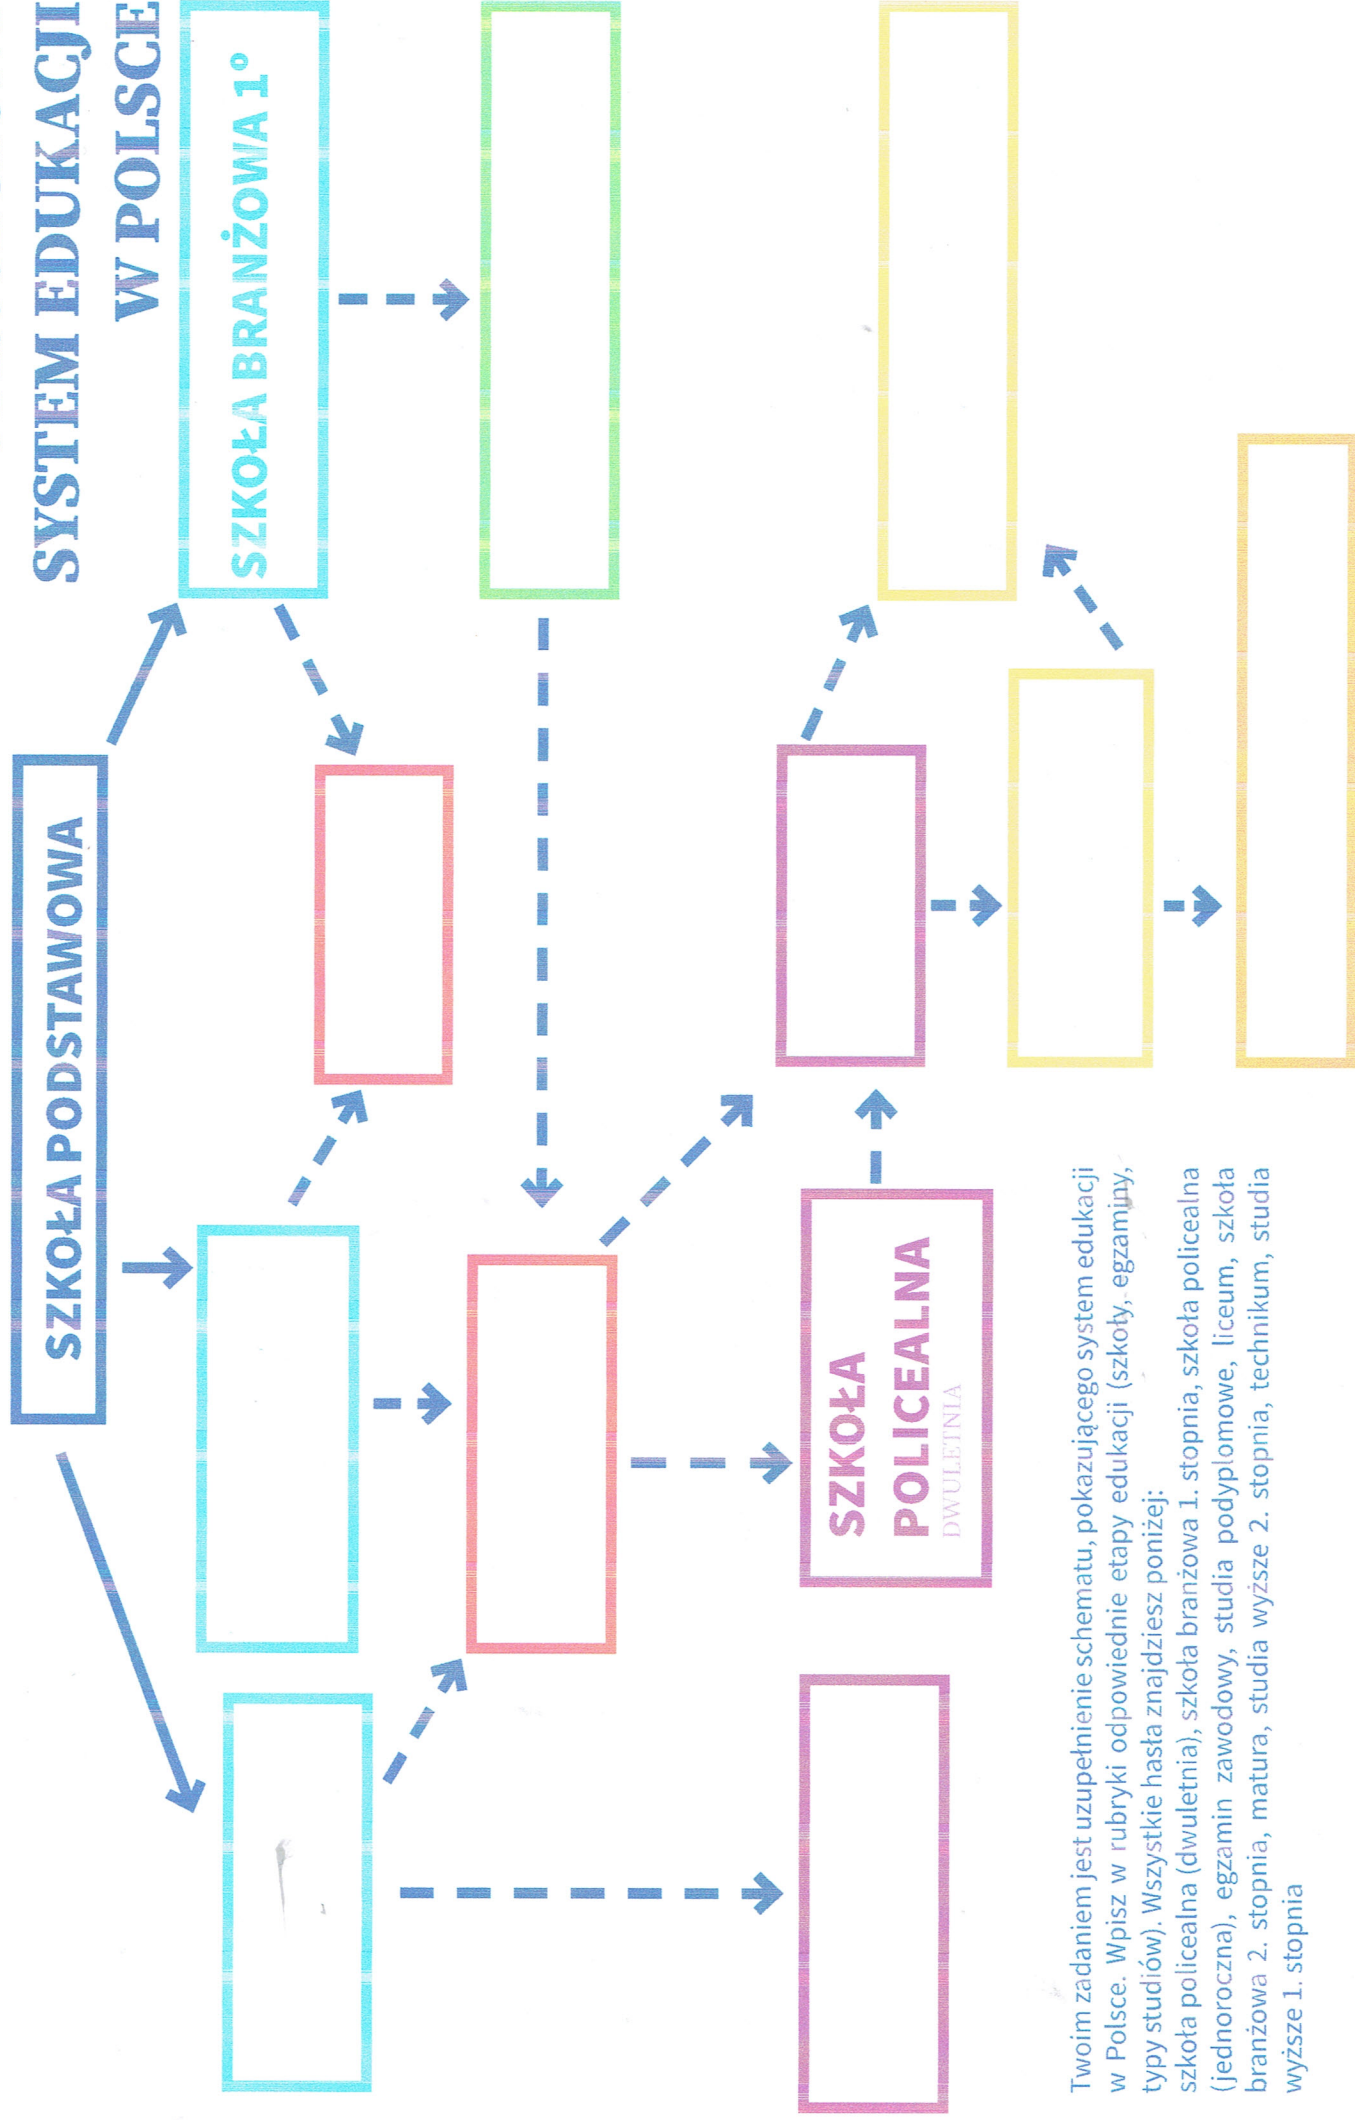 SYSTEM EDUKACJI
W POLSCE
SZKOŁA PODSTAWOWA
SZKOŁA BRANŻOWA 1°
SZKOŁA
POLICEALNA
DWULETNIA
Twoim zadaniem jest uzupełnienie schematu, pokazującego system edukacji
w Polsce. Wpisz w rubryki odpowiednie etapy edukacji (szkoły, egzaminy,
typy studiów). Wszystkie hasła znajdziesz poniżej:
szkoła policealna (dwuletnia), szkoła branżowa 1. stopnia, szkoła policealna
(jednoroczna), egzamin zawodowy, studia podyplomowe, liceum, szkoła
branżowa 2. stopnia, matura, studia wyższe 2. stopnia, technikum, studia
wyższe 1. stopnia